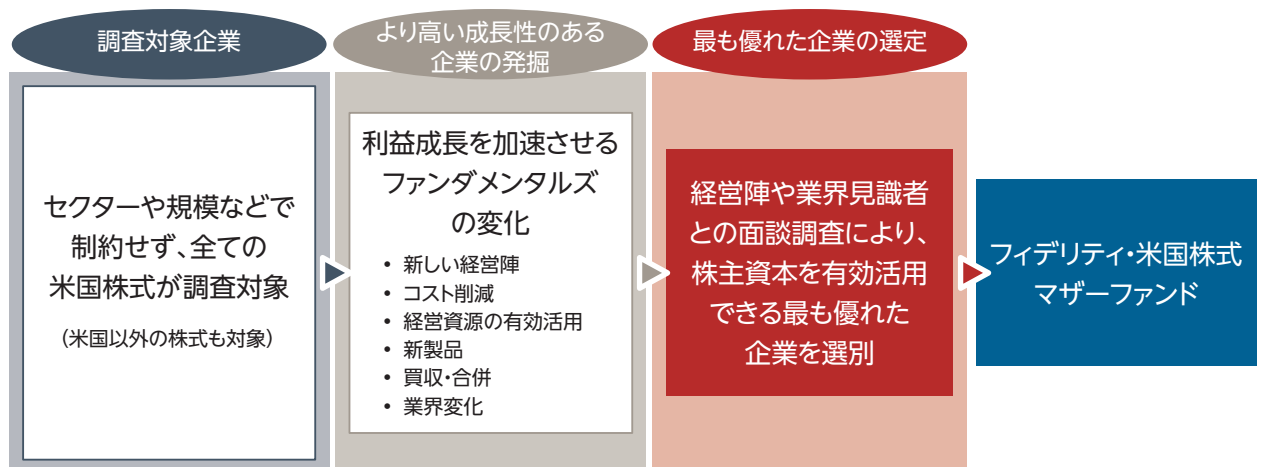 調査対象企業
セクターや規模などで
制約せず、全ての
米国株式が調査対象
(米国以外の株式も対象)
より高い成長性のある
企業の発掘
利益成長を加速させる
ファンダメンタルズ
の変化
• 新しい経営陣
• コスト削減
• 経営資源の有効活用
• 新製品
• 買収・合併
• 業界変化
最も優れた企業の選定
経営陣や業界見識者
との面談調査により、
株主資本を有効活用
できる最も優れた
企業を選別
フィデリティ・米国株式
マザーファンド